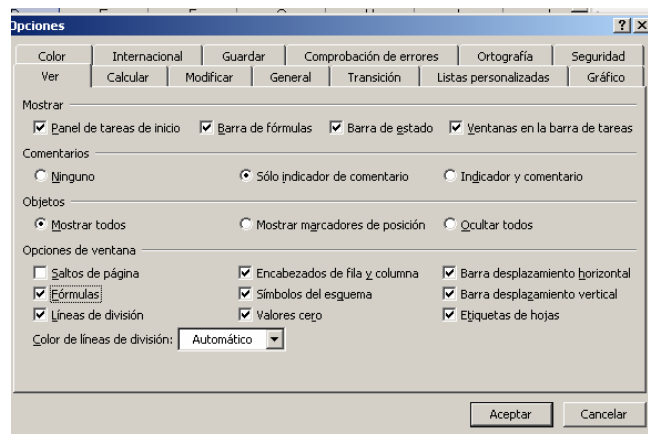 Opciones
Color Internacional Guardar Comprobación de errores Ortografía Seguridad
Ver Calcular Modificar General Transición Listas personalizadas Gráfico
Mostrar
Panel de tareas de inicio Barra de fórmulas Barra de estado Ventanas en la barra de tareas
Comentarios
Ninguno Sólo indicador de comentario Indicador y comentario
Objetos
Mostrar todos Mostrar marcadores de posición Ocultar todos
Opciones de ventana
Saltos de página Encabezados de fila y columna Barra desplazamiento horizontal
Fórmulas Símbolos del esquema Barra desplazamiento vertical
Líneas de división Valores cero Etiquetas de hojas
Color de líneas de división: Automático
Aceptar Cancelar